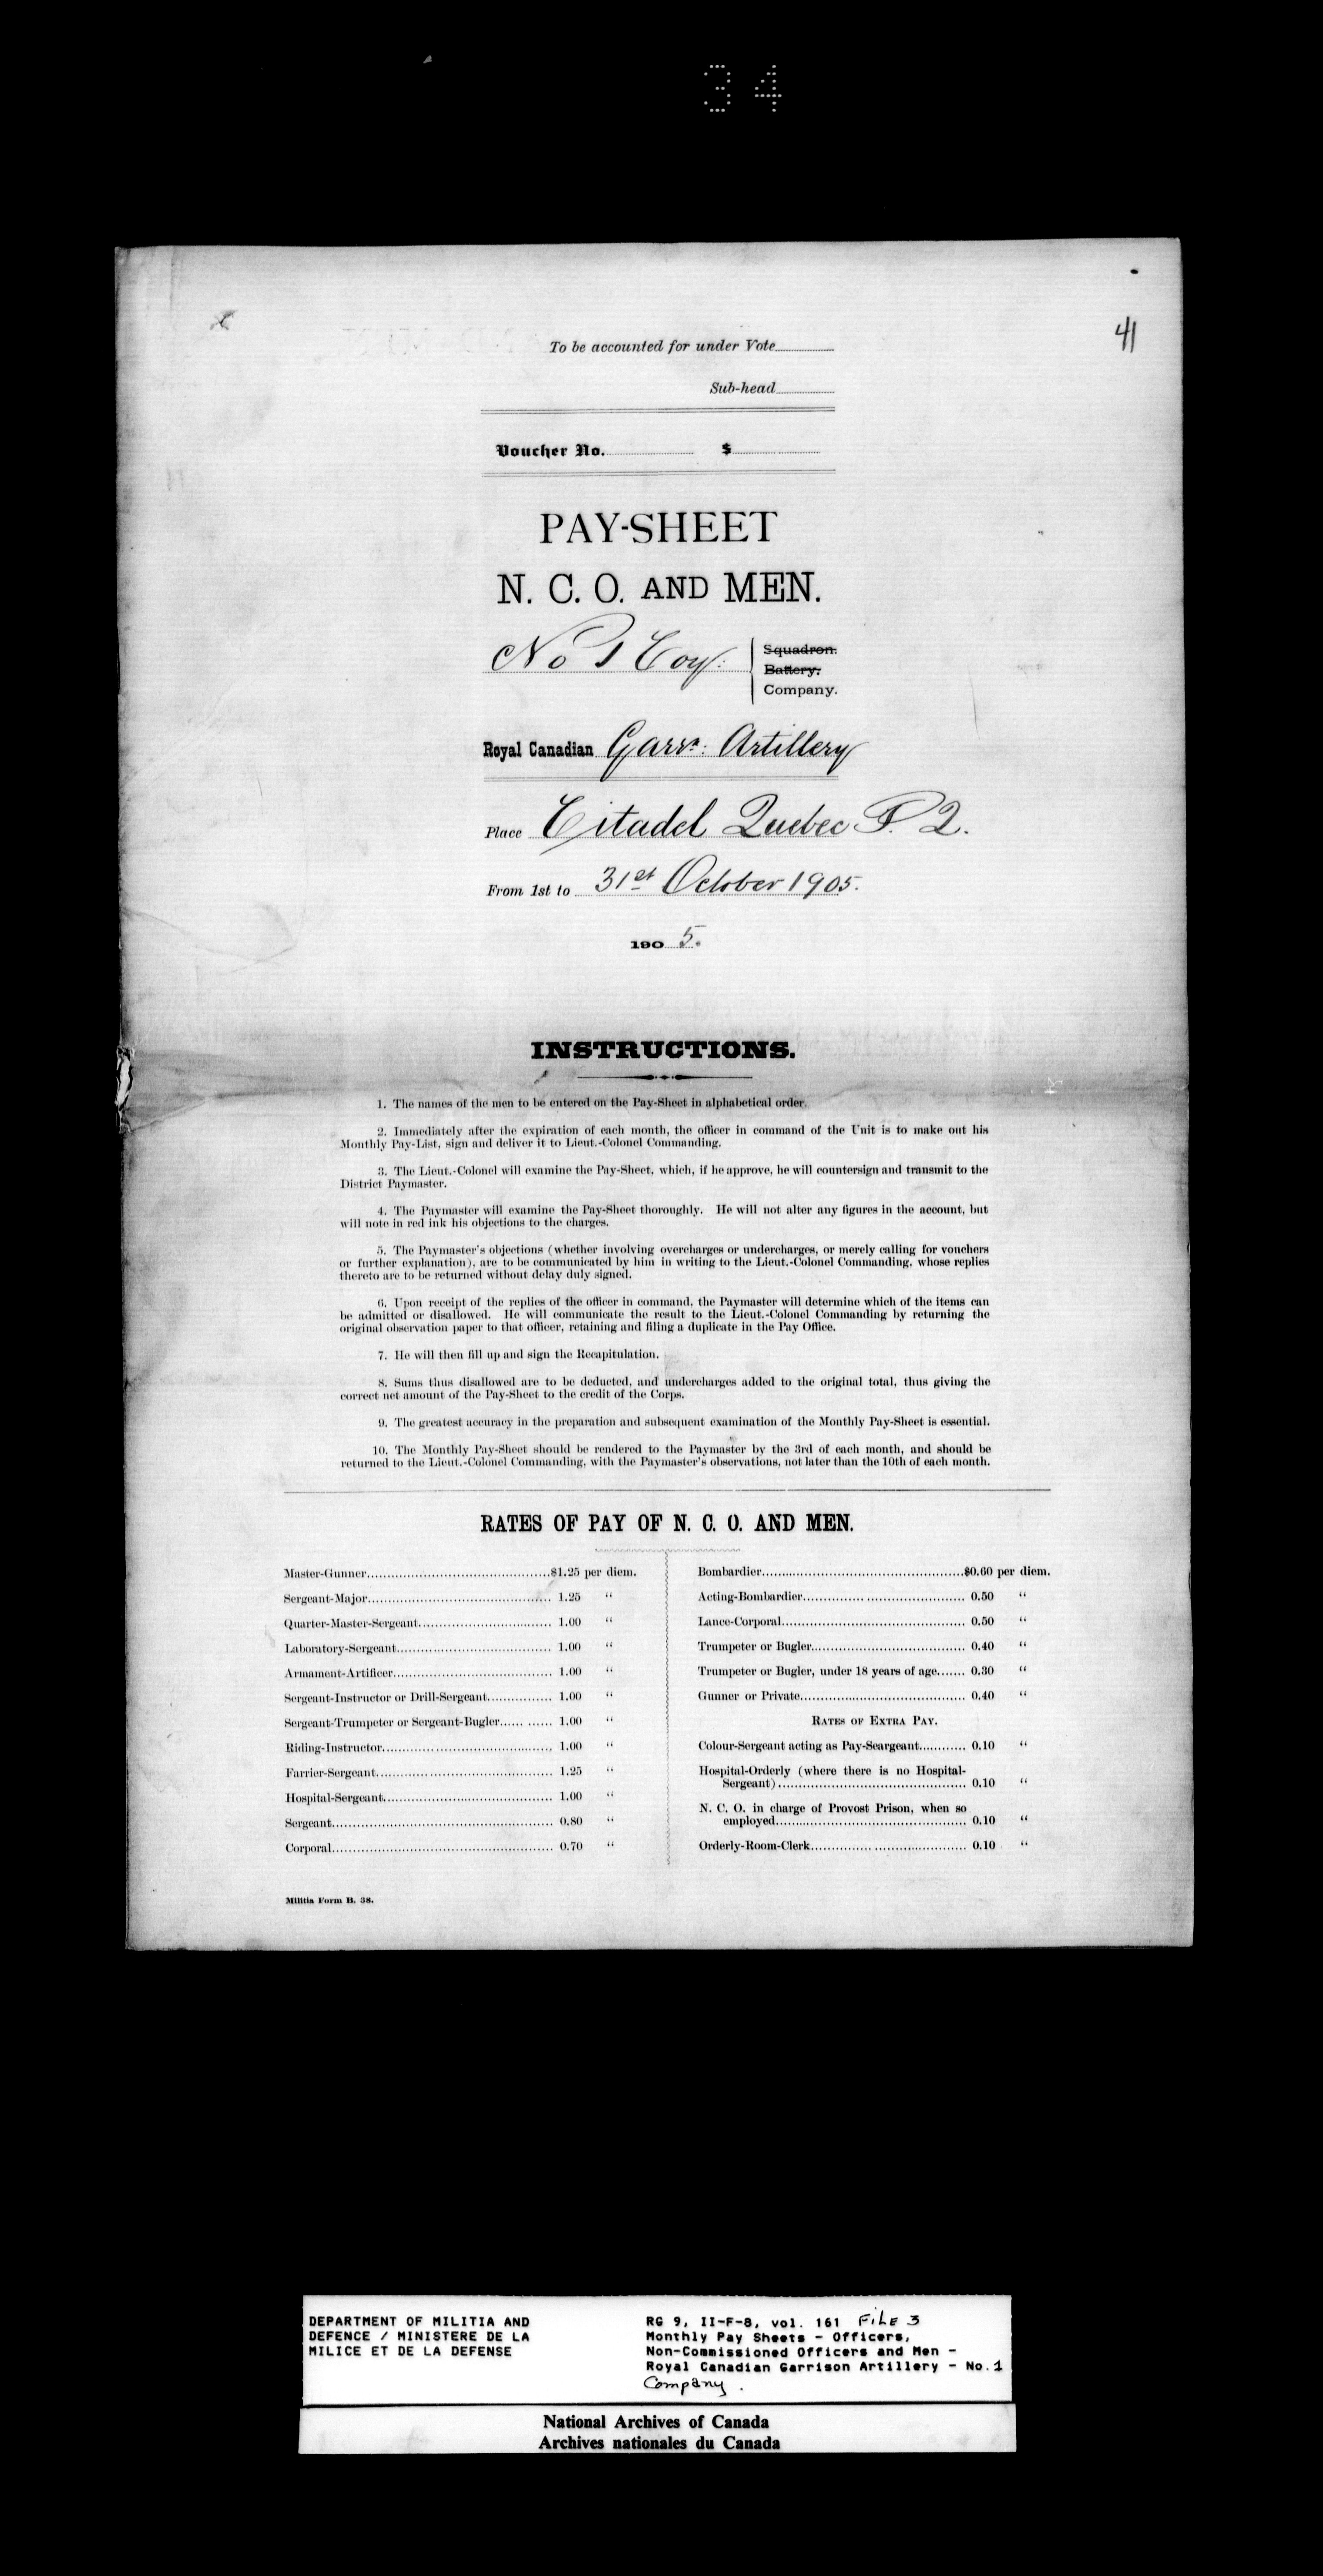 34
41
To be accounted for under Vote
Sub-head
Voucher No. $
PAY-SHEET
N. C. O. AND MEN.
No 1 Coy:
Squadron.
Battery.
Company.
Royal Canadian Garrn: Artillery
Place Citadel Quebec P. Q.
From 1st to 31st October 1905.
190 5.
INSTRUCTIONS.
1. The names of the men to be entered on the Pay-Sheet in alphabetical order.
2. Immediately after the expiration of each month, the officer in command of the Unit is to make out his
Monthly Pay-List, sign and deliver it to Lieut.-Colonel Commanding.
3. The Lieut.-Colonel will examine the Pay-Sheet, which, if he approve, he will countersign and transmit to the
District Paymaster.
4. The Paymaster will examine the Pay-Sheet thoroughly. He will not alter any figures in the account, but
will note in red ink his objections to the charges.
5. The Paymaster's objections (whether involving overcharges or undercharges, or merely calling for vouchers
or further explanation), are to be communicated by him in writing to the Lieut.-Colonel Commanding, whose replies
thereto are to be returned without delay duly signed.
6. Upon receipt of the replies of the officer in command, the Paymaster will determine which of the items can
be admitted or disallowed. He will communicate the result to the Lieut.-Colonel Commanding by returning the
original observation paper to that officer, retaining and filing a duplicate in the Pay Office.
7. He will then fill up and sign the Recapitulation.
8. Sums thus disallowed are to be deducted, and undercharges added to the original total, thus giving the
correct net amount of the Pay-Sheet to the credit of the Corps.
9. The greatest accuracy in the preparation and subsequent examination of the Monthly Pay-Sheet is essential.
10. The Monthly Pay-Sheet should be rendered to the Paymaster by the 3rd of each month, and should be
returned to the Lieut.-Colonel Commanding, with the Paymaster's observations, not later than the 10th of each month.
RATES OF PAY OF N. C. O. AND MEN.
Master-Gunner $1.25 per diem.
Sergeant-Major 1.25 "
Quarter-Master-Sergeant 1.00 "
Laboratory-Sergeant 1.00 "
Armament-Artificer 1.00 "
Sergeant-Instructor or Drill-Sergeant 1.00 "
Sergeant-Trumpeter or Sergeant-Bugler 1.00 "
Riding-Instructor 1.00 "
Farrier-Sergeant 1.25 "
Hospital-Sergeant 1.00 "
Sergeant 0.80 "
Corporal 0.70 "
Bombardier $0.60 per diem.
Acting-Bombardier 0.50 "
Lance-Corporal 0.50 "
Trumpeter or Bugler 0.40 "
Trumpeter or Bugler, under 18 years of age 0.30 "
Gunner or Private 0.40 "
RATES OF EXTRA PAY.
Colour-Sergeant acting as Pay-Seargeant 0.10 "
Hospital-Orderly (where there is no Hospital-
Sergeant) 0.10 "
N. C. O. in charge of Provost Prison, when so
employed 0.10 "
Orderly-Room-Clerk 0.10 "
Militia Form B. 38.
DEPARTMENT OF MILITIA AND
DEFENCE / MINISTERE DE LA
MILICE ET DE LA DEFENSE
RG 9, II-F-8, vol. 161 FILE 3
Monthly Pay Sheets - Officers,
Non-Commissioned Officers and Men -
Royal Canadian Garrison Artillery - No.1
Company.
National Archives of Canada
Archives nationales du Canada